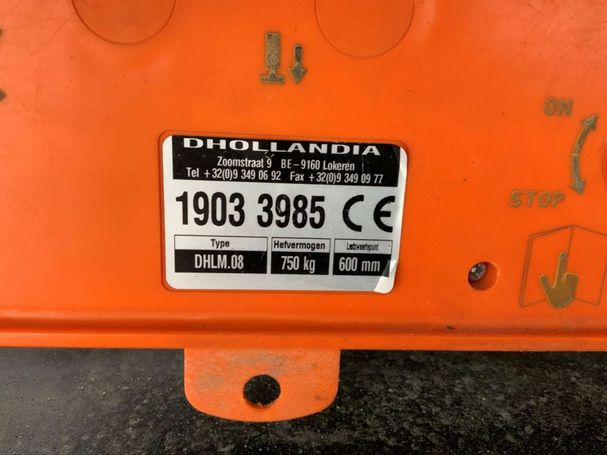 DHOLLANDIA
Zoomstraat 9 BE-9160 Lokeren
Tel +32(0)9 349 06 92 Fax +32(0)9 349 09 77
1903 3985 CE
Type Hefvermogen
DHLM.08 750 kg 600 mm
ON
STOP